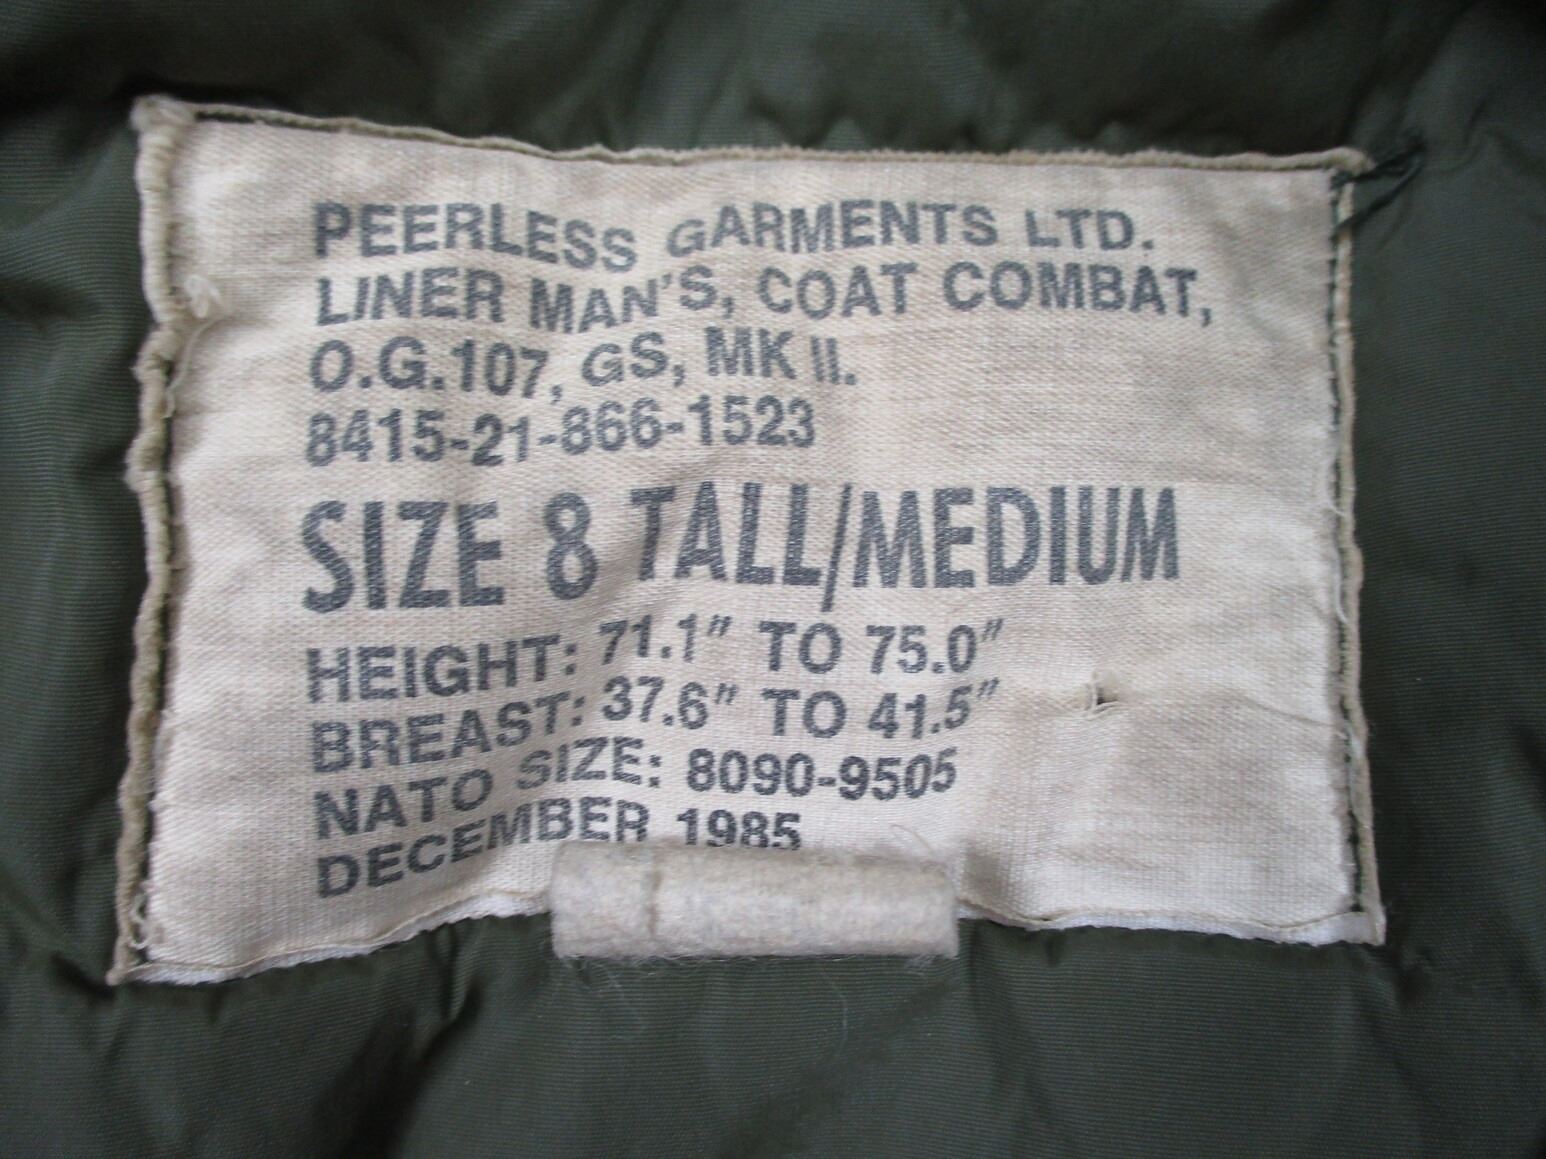 PEERLESS GARMENTS LTD.
LINER MAN'S, COAT COMBAT,
O.G.107, GS, MK II.
8415-21-866-1523
SIZE 8 TALL/MEDIUM
HEIGHT: 71.1" TO 75.0"
BREAST: 37.6" TO 41.5"
NATO SIZE: 8090-9505
DECEMBER 1985